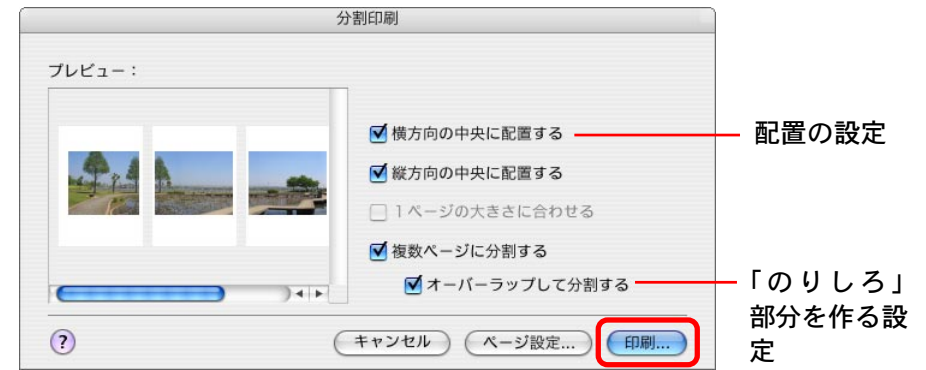 分割印刷
プレビュー：
横方向の中央に配置する
配置の設定
縦方向の中央に配置する
1ページの大きさに合わせる
複数ページに分割する
オーバーラップして分割する
「のりしろ」
部分を作る設
定
?
キャンセル
ページ設定...
印刷...